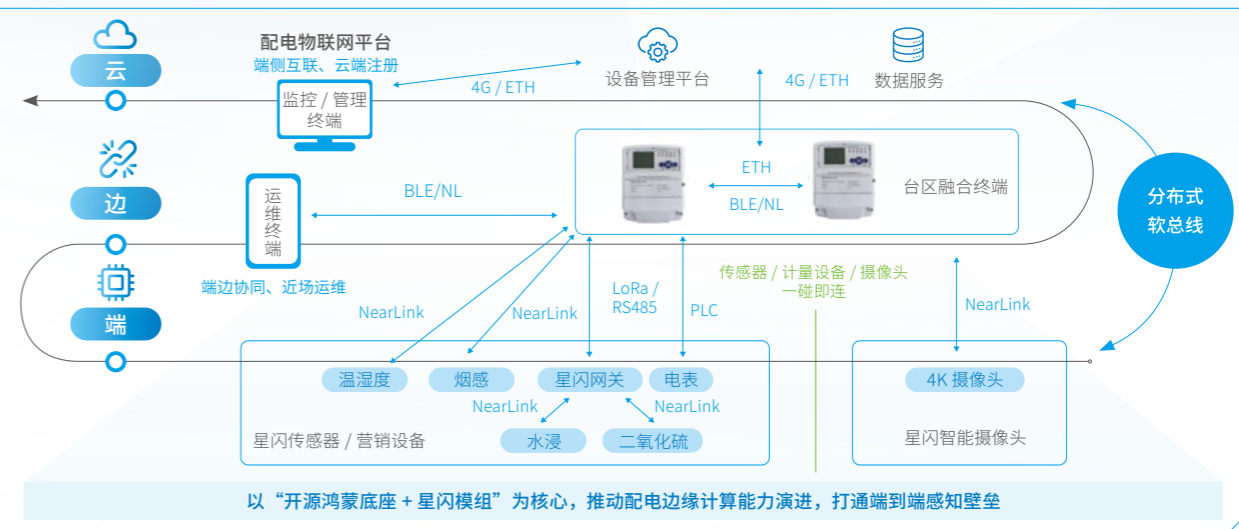 云
配电物联网平台
端侧互联、云端注册
监控 / 管理
终端
4G / ETH
设备管理平台
4G / ETH
数据服务
边
运
维
终
端
BLE/NL
ETH
BLE/NL
台区融合终端
分布式
软总线
端边协同、近场运维
端
NearLink
NearLink
LoRa /
RS485
PLC
传感器 / 计量设备 / 摄像头
一碰即连
NearLink
温湿度
烟感
星闪网关
电表
4K 摄像头
NearLink
NearLink
星闪传感器 / 营销设备
水浸
二氧化硫
星闪智能摄像头
以“开源鸿蒙底座 + 星闪模组”为核心，推动配电边缘计算能力演进，打通端到端感知壁垒